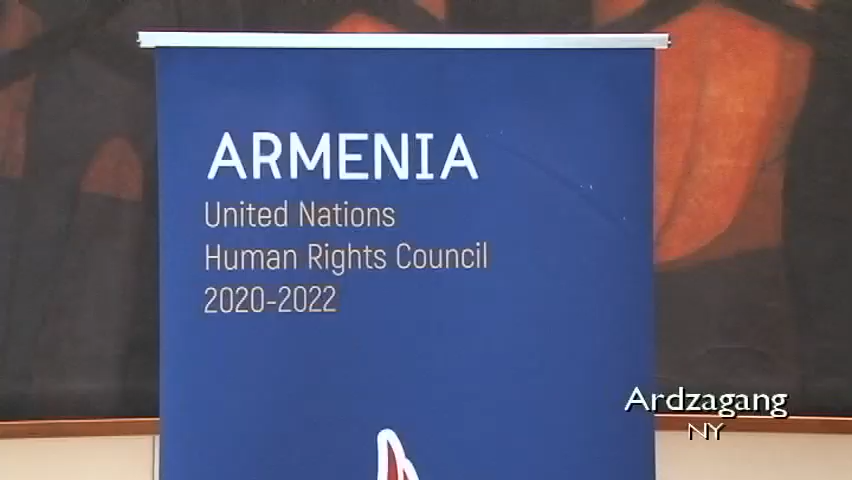 ARMENIA
United Nations
Human Rights Council
2020-2022
Ardzagang
NY